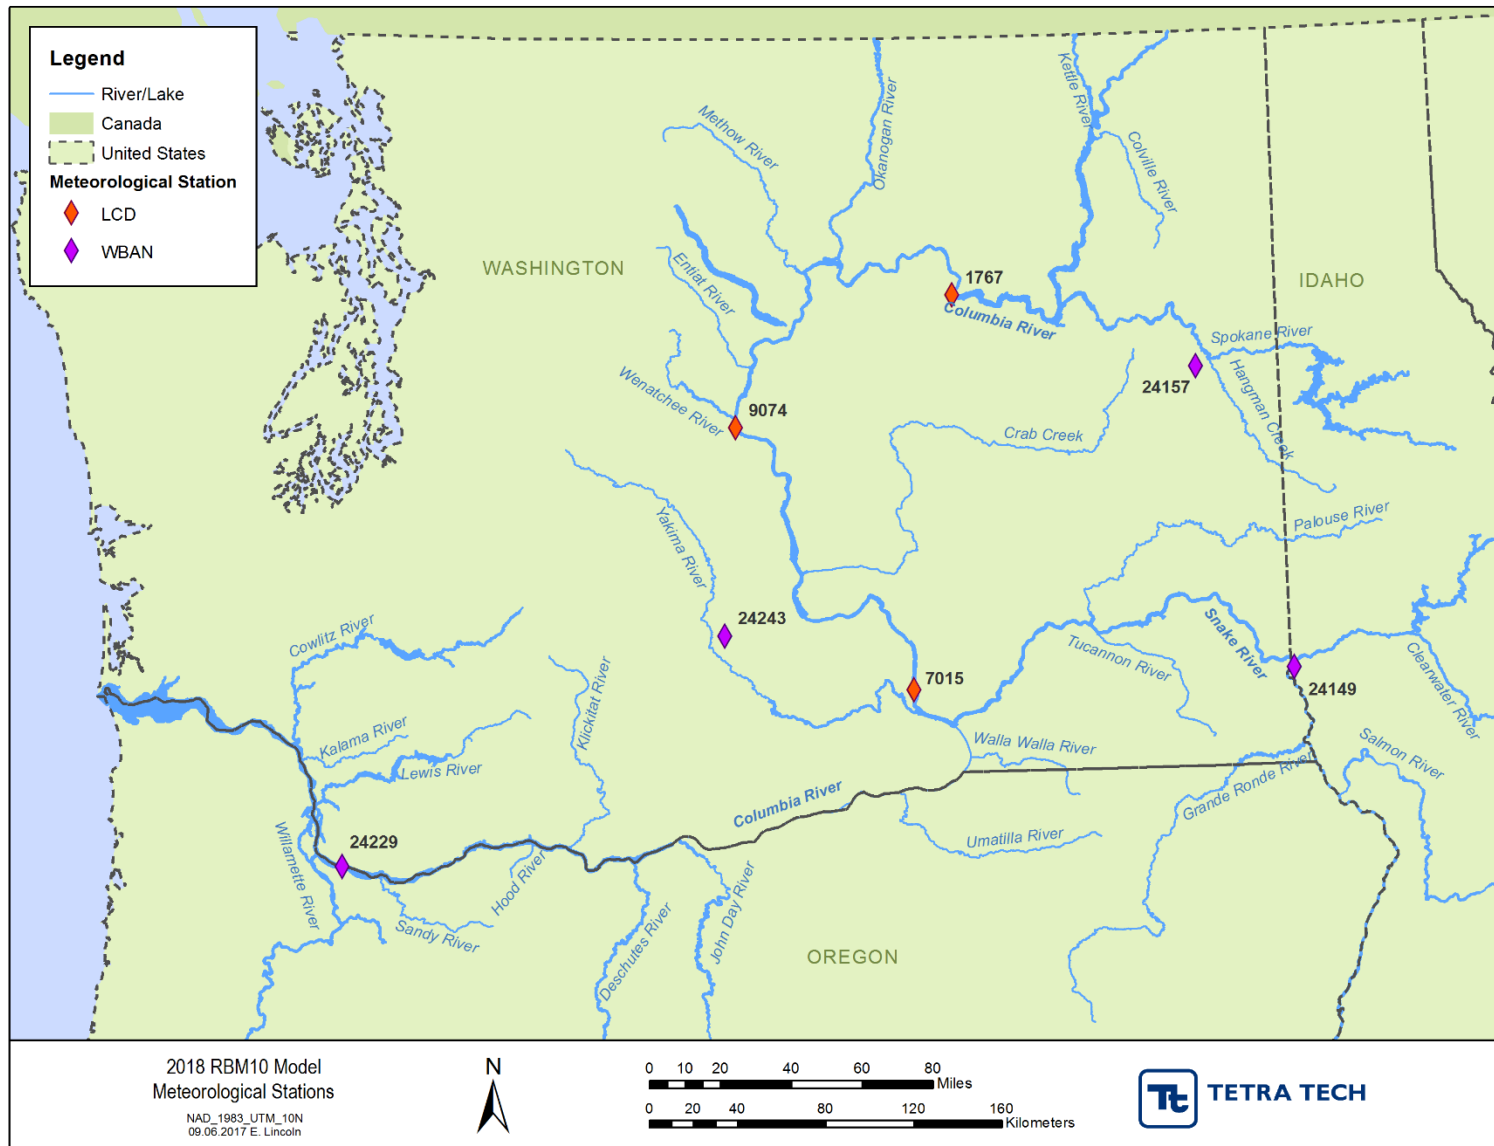 Legend
River/Lake
Canada
United States
Meteorological Station
LCD
WBAN
WASHINGTON
IDAHO
OREGON
Methow River
Okanogan River
Kettle River
Colville River
Entiat River
1767
Columbia River
Spokane River
24157
Hangman Creek
Wenatchee River
9074
Crab Creek
Palouse River
Yakima River
24243
Cowlitz River
Snake River
Tucannon River
7015
24149
Clearwater River
Klickitat River
Kalama River
Lewis River
Walla Walla River
Salmon River
Grande Ronde River
Columbia River
Umatilla River
24229
Willamette River
Hood River
Sandy River
Deschutes River
John Day River
2018 RBM10 Model
Meteorological Stations
NAD_1983_UTM_10N
09.06.2017 E. Lincoln
N
0 10 20 40 60 80
Miles
0 20 40 80 120 160
Kilometers
Tt TETRA TECH